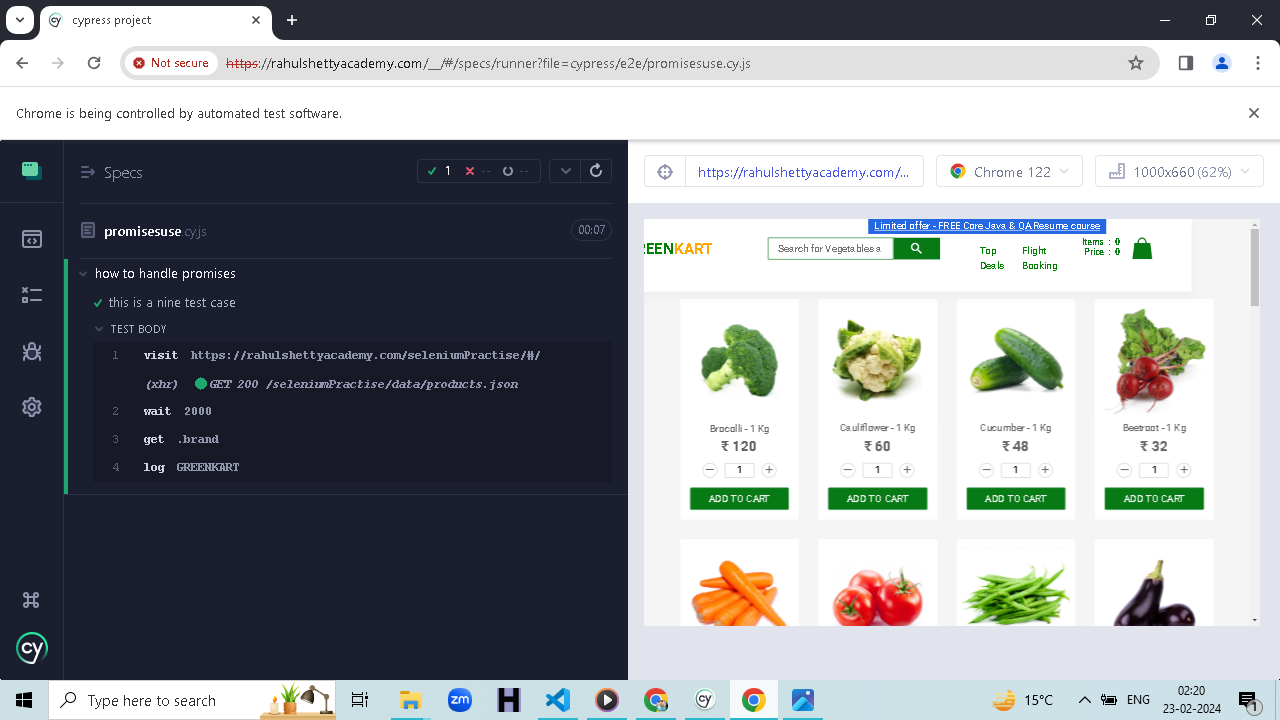 cypress project
Not secure
https://rahulshettyacademy.com/__/#/specs/runner?file=cypress/e2e/promisesuse.cy.js
Chrome is being controlled by automated test software.
Specs
1 -- --
promisesuse.cy.js
00:07
how to handle promises
this is a nine test case
TEST BODY
1 visit https://rahulshettyacademy.com/seleniumPractise/#/
(xhr) GET 200 /seleniumPractise/data/products.json
2 wait 2000
3 get .brand
4 log GREENKART
https://rahulshettyacademy.com/...
Chrome 122
1000x660 (62%)
Limited offer - FREE Core Java & QA Resume course
REENKART
Search for Vegetables a
Top Deals
Flight Booking
Items : 0
Price : 0
Brocolli - 1 Kg
Cauliflower - 1 Kg
Cucumber - 1 Kg
Beetroot - 1 Kg
₹ 120
₹ 60
₹ 48
₹ 32
− 1 +
− 1 +
− 1 +
− 1 +
ADD TO CART
ADD TO CART
ADD TO CART
ADD TO CART
cy
Type here to search
zm
H
cy
15°C
ENG
02:20
23-02-2024
1